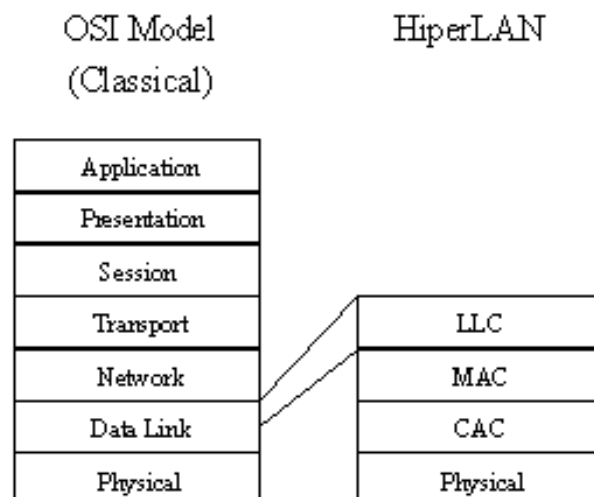 OSI Model
(Classical)
HiperLAN
Application
Presentation
Session
Transport
Network
Data Link
Physical
LLC
MAC
CAC
Physical